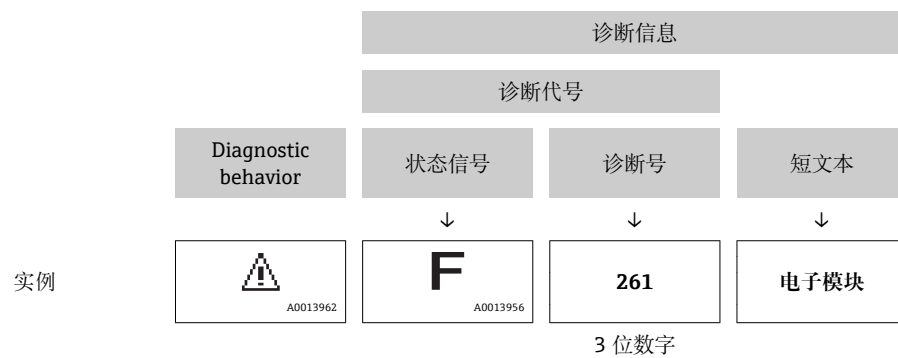 诊断信息
诊断代号
Diagnostic
behavior
状态信号
诊断号
短文本
↓ ↓ ↓
实例
A0013962
F
A0013956
261
电子模块
3 位数字